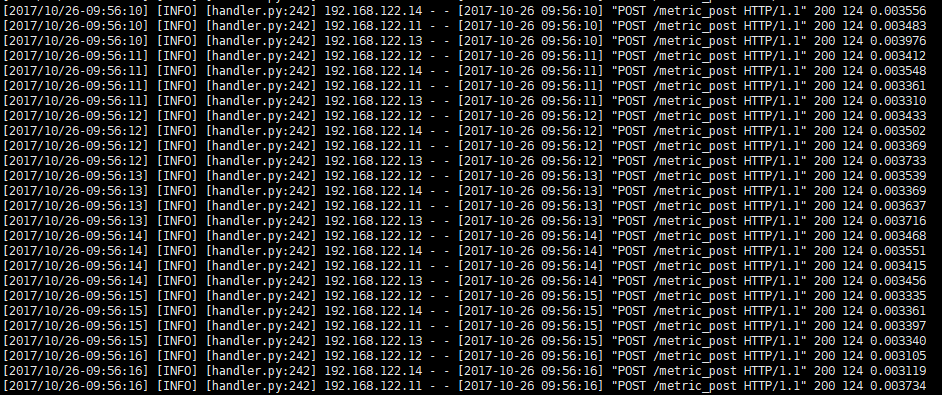 [2017/10/26-09:56:10] [INFO] [handler.py:242] 192.168.122.14 - - [2017-10-26 09:56:10] "POST /metric_post HTTP/1.1" 200 124 0.003556
[2017/10/26-09:56:10] [INFO] [handler.py:242] 192.168.122.11 - - [2017-10-26 09:56:10] "POST /metric_post HTTP/1.1" 200 124 0.003483
[2017/10/26-09:56:10] [INFO] [handler.py:242] 192.168.122.13 - - [2017-10-26 09:56:10] "POST /metric_post HTTP/1.1" 200 124 0.003976
[2017/10/26-09:56:11] [INFO] [handler.py:242] 192.168.122.12 - - [2017-10-26 09:56:11] "POST /metric_post HTTP/1.1" 200 124 0.003412
[2017/10/26-09:56:11] [INFO] [handler.py:242] 192.168.122.14 - - [2017-10-26 09:56:11] "POST /metric_post HTTP/1.1" 200 124 0.003548
[2017/10/26-09:56:11] [INFO] [handler.py:242] 192.168.122.11 - - [2017-10-26 09:56:11] "POST /metric_post HTTP/1.1" 200 124 0.003361
[2017/10/26-09:56:11] [INFO] [handler.py:242] 192.168.122.13 - - [2017-10-26 09:56:11] "POST /metric_post HTTP/1.1" 200 124 0.003310
[2017/10/26-09:56:12] [INFO] [handler.py:242] 192.168.122.12 - - [2017-10-26 09:56:12] "POST /metric_post HTTP/1.1" 200 124 0.003433
[2017/10/26-09:56:12] [INFO] [handler.py:242] 192.168.122.14 - - [2017-10-26 09:56:12] "POST /metric_post HTTP/1.1" 200 124 0.003502
[2017/10/26-09:56:12] [INFO] [handler.py:242] 192.168.122.11 - - [2017-10-26 09:56:12] "POST /metric_post HTTP/1.1" 200 124 0.003369
[2017/10/26-09:56:12] [INFO] [handler.py:242] 192.168.122.13 - - [2017-10-26 09:56:12] "POST /metric_post HTTP/1.1" 200 124 0.003733
[2017/10/26-09:56:13] [INFO] [handler.py:242] 192.168.122.12 - - [2017-10-26 09:56:13] "POST /metric_post HTTP/1.1" 200 124 0.003539
[2017/10/26-09:56:13] [INFO] [handler.py:242] 192.168.122.14 - - [2017-10-26 09:56:13] "POST /metric_post HTTP/1.1" 200 124 0.003369
[2017/10/26-09:56:13] [INFO] [handler.py:242] 192.168.122.11 - - [2017-10-26 09:56:13] "POST /metric_post HTTP/1.1" 200 124 0.003637
[2017/10/26-09:56:13] [INFO] [handler.py:242] 192.168.122.13 - - [2017-10-26 09:56:13] "POST /metric_post HTTP/1.1" 200 124 0.003716
[2017/10/26-09:56:14] [INFO] [handler.py:242] 192.168.122.12 - - [2017-10-26 09:56:14] "POST /metric_post HTTP/1.1" 200 124 0.003468
[2017/10/26-09:56:14] [INFO] [handler.py:242] 192.168.122.14 - - [2017-10-26 09:56:14] "POST /metric_post HTTP/1.1" 200 124 0.003551
[2017/10/26-09:56:14] [INFO] [handler.py:242] 192.168.122.11 - - [2017-10-26 09:56:14] "POST /metric_post HTTP/1.1" 200 124 0.003415
[2017/10/26-09:56:14] [INFO] [handler.py:242] 192.168.122.13 - - [2017-10-26 09:56:14] "POST /metric_post HTTP/1.1" 200 124 0.003456
[2017/10/26-09:56:15] [INFO] [handler.py:242] 192.168.122.12 - - [2017-10-26 09:56:15] "POST /metric_post HTTP/1.1" 200 124 0.003335
[2017/10/26-09:56:15] [INFO] [handler.py:242] 192.168.122.14 - - [2017-10-26 09:56:15] "POST /metric_post HTTP/1.1" 200 124 0.003361
[2017/10/26-09:56:15] [INFO] [handler.py:242] 192.168.122.11 - - [2017-10-26 09:56:15] "POST /metric_post HTTP/1.1" 200 124 0.003397
[2017/10/26-09:56:15] [INFO] [handler.py:242] 192.168.122.13 - - [2017-10-26 09:56:15] "POST /metric_post HTTP/1.1" 200 124 0.003340
[2017/10/26-09:56:16] [INFO] [handler.py:242] 192.168.122.12 - - [2017-10-26 09:56:16] "POST /metric_post HTTP/1.1" 200 124 0.003105
[2017/10/26-09:56:16] [INFO] [handler.py:242] 192.168.122.14 - - [2017-10-26 09:56:16] "POST /metric_post HTTP/1.1" 200 124 0.003119
[2017/10/26-09:56:16] [INFO] [handler.py:242] 192.168.122.11 - - [2017-10-26 09:56:16] "POST /metric_post HTTP/1.1" 200 124 0.003734